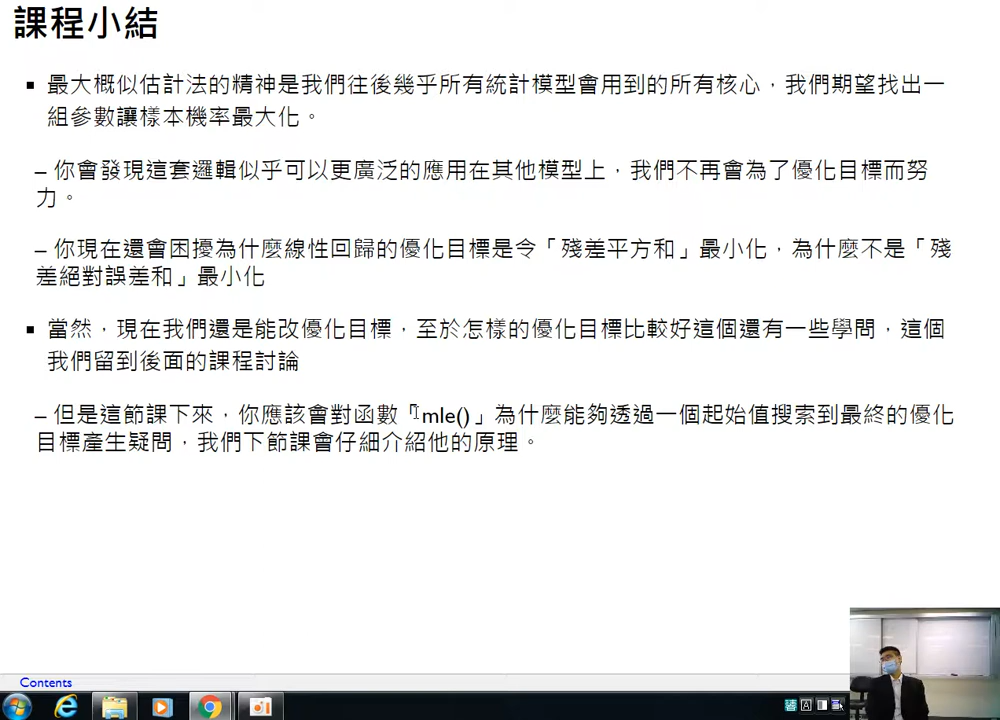 課程小結
▪ 最大概似估計法的精神是我們往後幾乎所有統計模型會用到的所有核心，我們期望找出一
組參數讓樣本機率最大化。
– 你會發現這套邏輯似乎可以更廣泛的應用在其他模型上，我們不再會為了優化目標而努
力。
– 你現在還會困擾為什麼線性回歸的優化目標是令「殘差平方和」最小化，為什麼不是「殘
差絕對誤差和」最小化
▪ 當然，現在我們還是能改優化目標，至於怎樣的優化目標比較好這個還有一些學問，這個
我們留到後面的課程討論
– 但是這節課下來，你應該會對函數「mle()」為什麼能夠透過一個起始值搜索到最終的優化
目標產生疑問，我們下節課會仔細介紹他的原理。
Contents